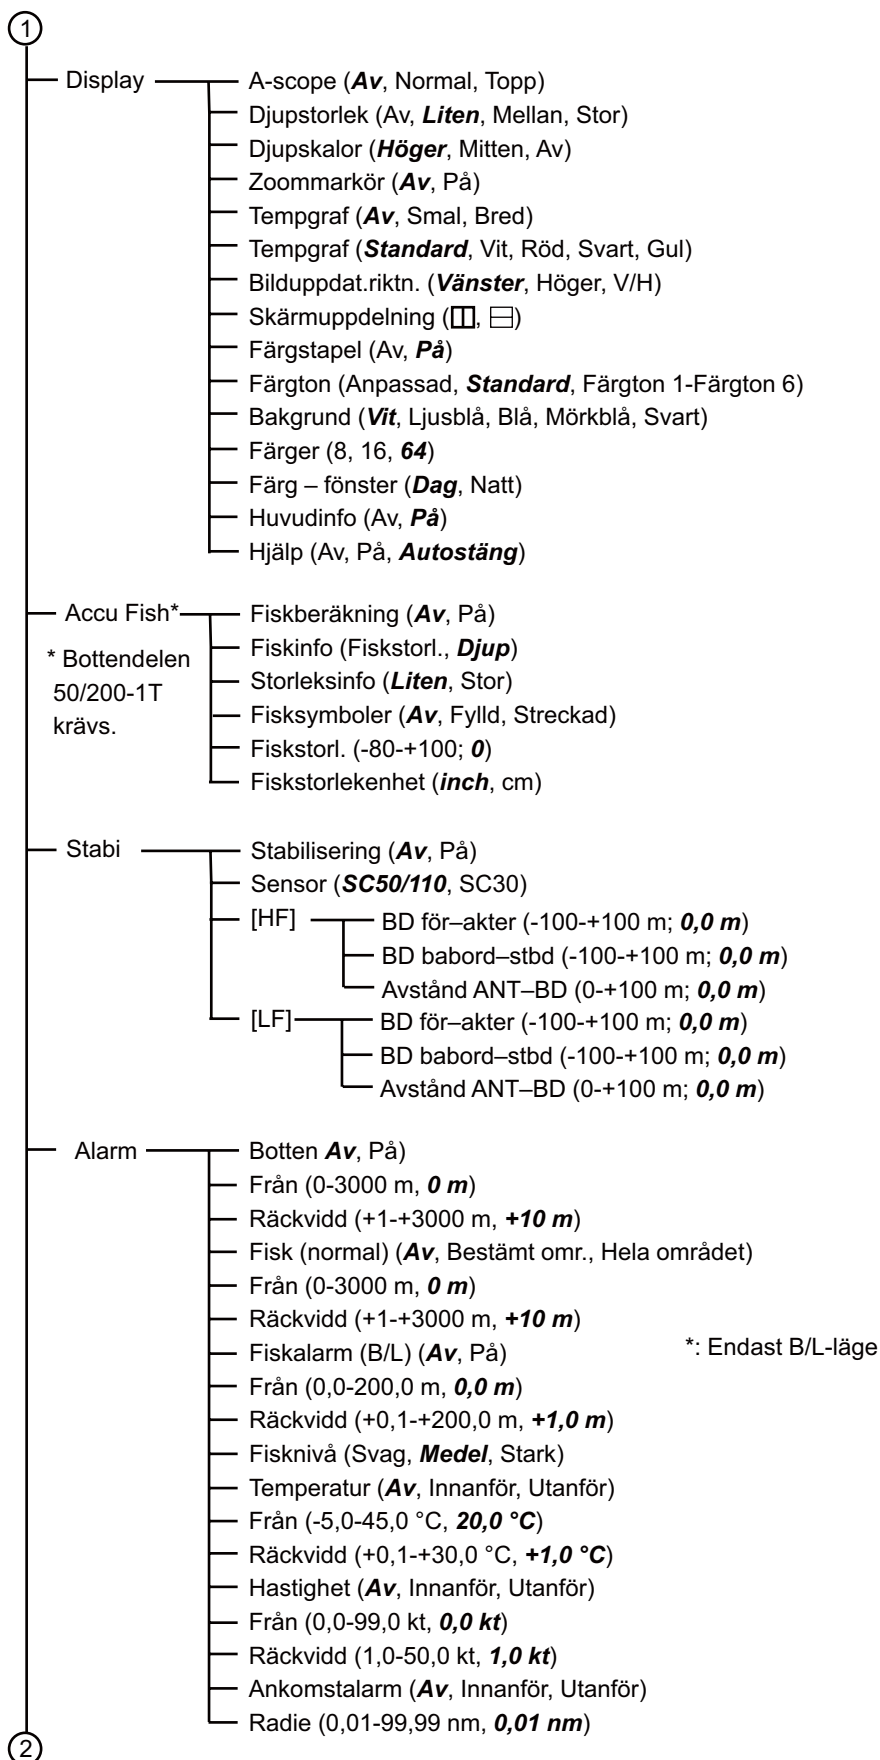 1
Display
A-scope (Av, Normal, Topp)
Djupstorlek (Av, Liten, Mellan, Stor)
Djupskalor (Höger, Mitten, Av)
Zoommarkör (Av, På)
Tempgraf (Av, Smal, Bred)
Tempgraf (Standard, Vit, Röd, Svart, Gul)
Bilduppdat.riktn. (Vänster, Höger, V/H)
Skärmuppdelning (, )
Färgstapel (Av, På)
Färgton (Anpassad, Standard, Färgton 1-Färgton 6)
Bakgrund (Vit, Ljusblå, Blå, Mörkblå, Svart)
Färger (8, 16, 64)
Färg – fönster (Dag, Natt)
Huvudinfo (Av, På)
Hjälp (Av, På, Autostäng)
Accu Fish*
* Bottendelen
50/200-1T
krävs.
Fiskberäkning (Av, På)
Fiskinfo (Fiskstorl., Djup)
Storleksinfo (Liten, Stor)
Fisksymboler (Av, Fylld, Streckad)
Fiskstorl. (-80-+100; 0)
Fiskstorlekenhet (inch, cm)
Stabi
Stabilisering (Av, På)
Sensor (SC50/110, SC30)
[HF]
BD för–akter (-100-+100 m; 0,0 m)
BD babord–stbd (-100-+100 m; 0,0 m)
Avstånd ANT–BD (0-+100 m; 0,0 m)
[LF]
BD för–akter (-100-+100 m; 0,0 m)
BD babord–stbd (-100-+100 m; 0,0 m)
Avstånd ANT–BD (0-+100 m; 0,0 m)
Alarm
Botten Av, På)
Från (0-3000 m, 0 m)
Räckvidd (+1-+3000 m, +10 m)
Fisk (normal) (Av, Bestämt omr., Hela området)
Från (0-3000 m, 0 m)
Räckvidd (+1-+3000 m, +10 m)
Fiskalarm (B/L) (Av, På)
*: Endast B/L-läge
Från (0,0-200,0 m, 0,0 m)
Räckvidd (+0,1-+200,0 m, +1,0 m)
Fisknivå (Svag, Medel, Stark)
Temperatur (Av, Innanför, Utanför)
Från (-5,0-45,0 °C, 20,0 °C)
Räckvidd (+0,1-+30,0 °C, +1,0 °C)
Hastighet (Av, Innanför, Utanför)
Från (0,0-99,0 kt, 0,0 kt)
Räckvidd (1,0-50,0 kt, 1,0 kt)
Ankomstalarm (Av, Innanför, Utanför)
Radie (0,01-99,99 nm, 0,01 nm)
2